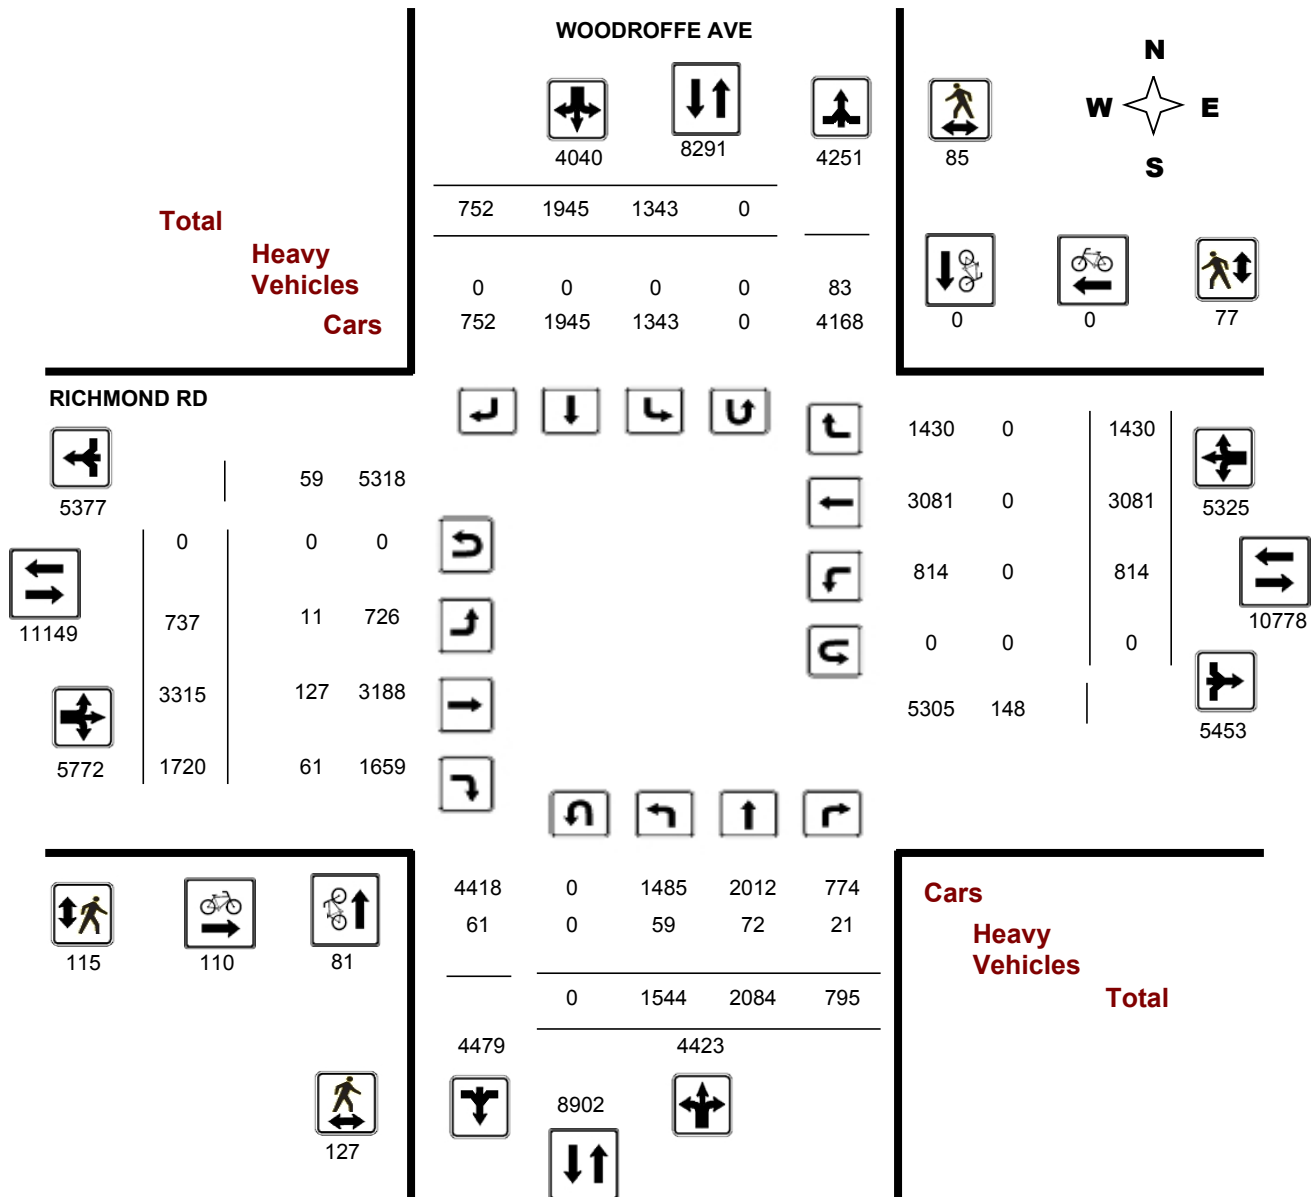 WOODROFFE AVE
N
W E
S
4040 8291 4251 85
752 1945 1343 0
Total
Heavy
Vehicles
0 0 0 0 83
Cars
752 1945 1343 0 4168
0 0 77
RICHMOND RD
1430 0 1430
59 5318
5377
3081 0 3081 5325
0 0 0
814 0 814
737 11 726
11149
10778
0 0 0
3315 127 3188
5305 148
5453
5772 1720 61 1659
4418 0 1485 2012 774
Cars
61 0 59 72 21
Heavy
Vehicles
115 110 81
0 1544 2084 795
Total
4479 4423
8902
127